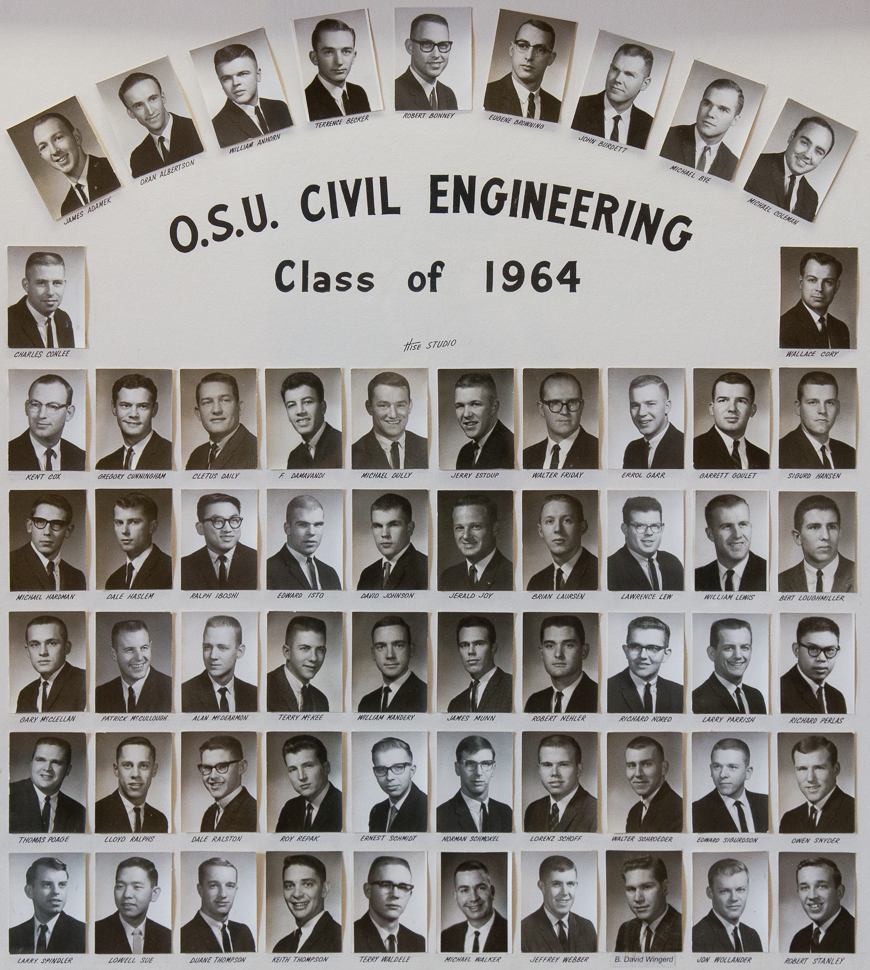 JAMES ADAMEK
ORAN ALBERTSON
WILLIAM ANHORN
TERRENCE BECKER
ROBERT BONNEY
EUGENE BROWNING
JOHN BURDETT
MICHAEL BYE
MICHAEL COLEMAN
O.S.U. CIVIL ENGINEERING
Class of 1964
HISE STUDIO
CHARLES CONLEE
WALLACE CORY
KENT COX
GREGORY CUNNINGHAM
CLETUS DAILY
F. DAMAVANDI
MICHAEL DULLY
JERRY ESTOUP
WALTER FRIDAY
ERROL GARR
GARRETT GOULET
SIGURD HANSEN
MICHAEL HARDMAN
DALE HASLEM
RALPH IBOSHI
EDWARD ISTO
DAVID JOHNSON
JERALD JOY
BRIAN LAURSEN
LAWRENCE LEW
WILLIAM LEWIS
BERT LOUGHMILLER
GARY McCLELLAN
PATRICK McCULLOUGH
ALAN McDEARMON
TERRY McKEE
WILLIAM MANDERY
JAMES MUNN
ROBERT NEHLER
RICHARD NORED
LARRY PARRISH
RICHARD PERLAS
THOMAS POAGE
LLOYD RALPHS
DALE RALSTON
ROY REPAK
ERNEST SCHMIDT
NORMAN SCHMOKEL
LORENZ SCHOFF
WALTER SCHROEDER
EDWARD SIGURDSON
OWEN SNYDER
LARRY SPINDLER
LOWELL SUE
DUANE THOMPSON
KEITH THOMPSON
TERRY WALDELE
MICHAEL WALKER
JEFFREY WEBBER
B. David Wingerd
JON WOLLANDER
ROBERT STANLEY